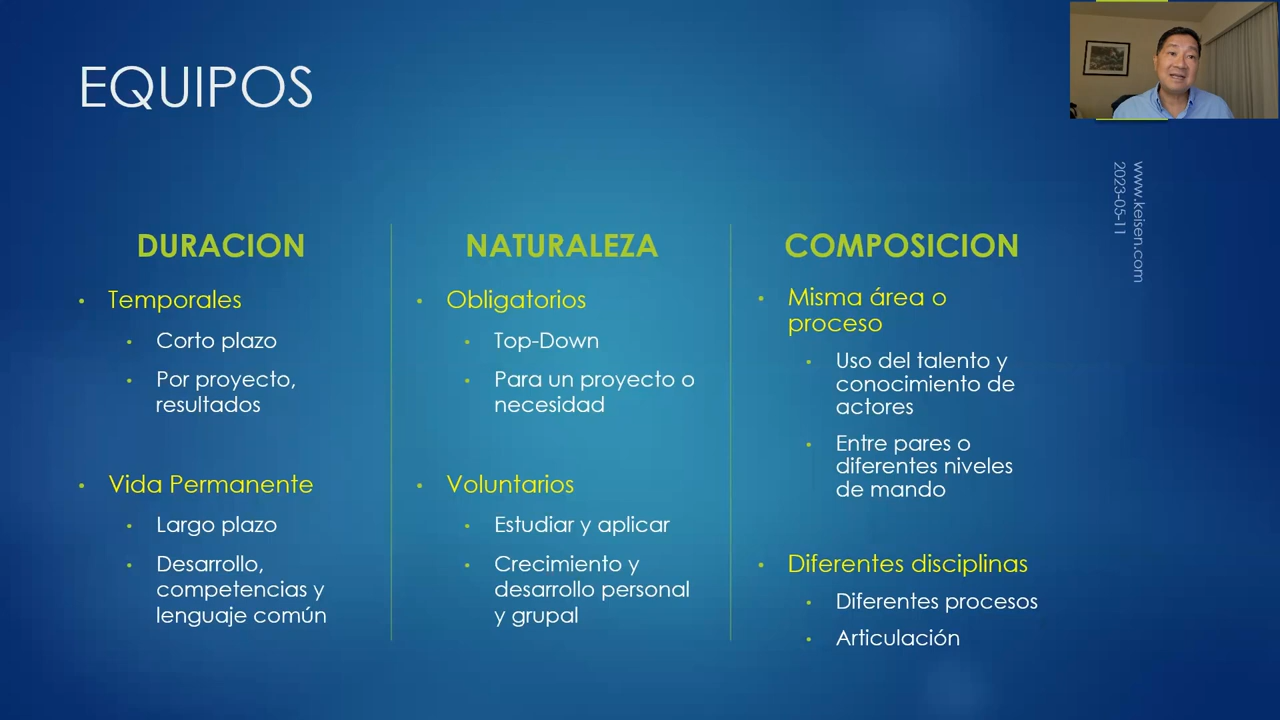 EQUIPOS
www.keisen.com
2023-05-11
DURACION
Temporales
Corto plazo
Por proyecto,
resultados
Vida Permanente
Largo plazo
Desarrollo,
competencias y
lenguaje común
NATURALEZA
Obligatorios
Top-Down
Para un proyecto o
necesidad
Voluntarios
Estudiar y aplicar
Crecimiento y
desarrollo personal
y grupal
COMPOSICION
Misma área o
proceso
Uso del talento y
conocimiento de
actores
Entre pares o
diferentes niveles
de mando
Diferentes disciplinas
Diferentes procesos
Articulación